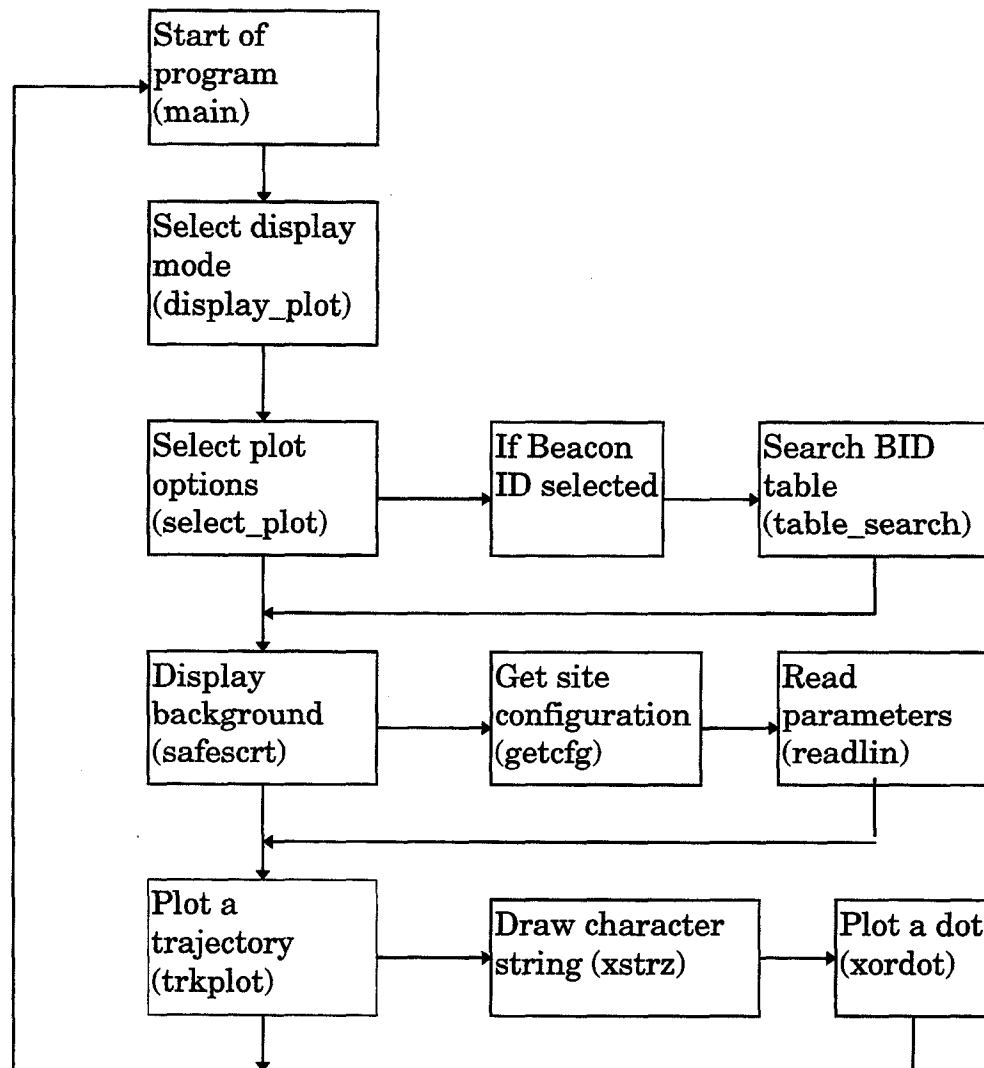 Start of
program
(main)
Select display
mode
(display_plot)
Select plot
options
(select_plot)
If Beacon
ID selected
Search BID
table
(table_search)
Display
background
(safescrt)
Get site
configuration
(getcfg)
Read
parameters
(readlin)
Plot a
trajectory
(trkplot)
Draw character
string (xstrz)
Plot a dot
(xordot)